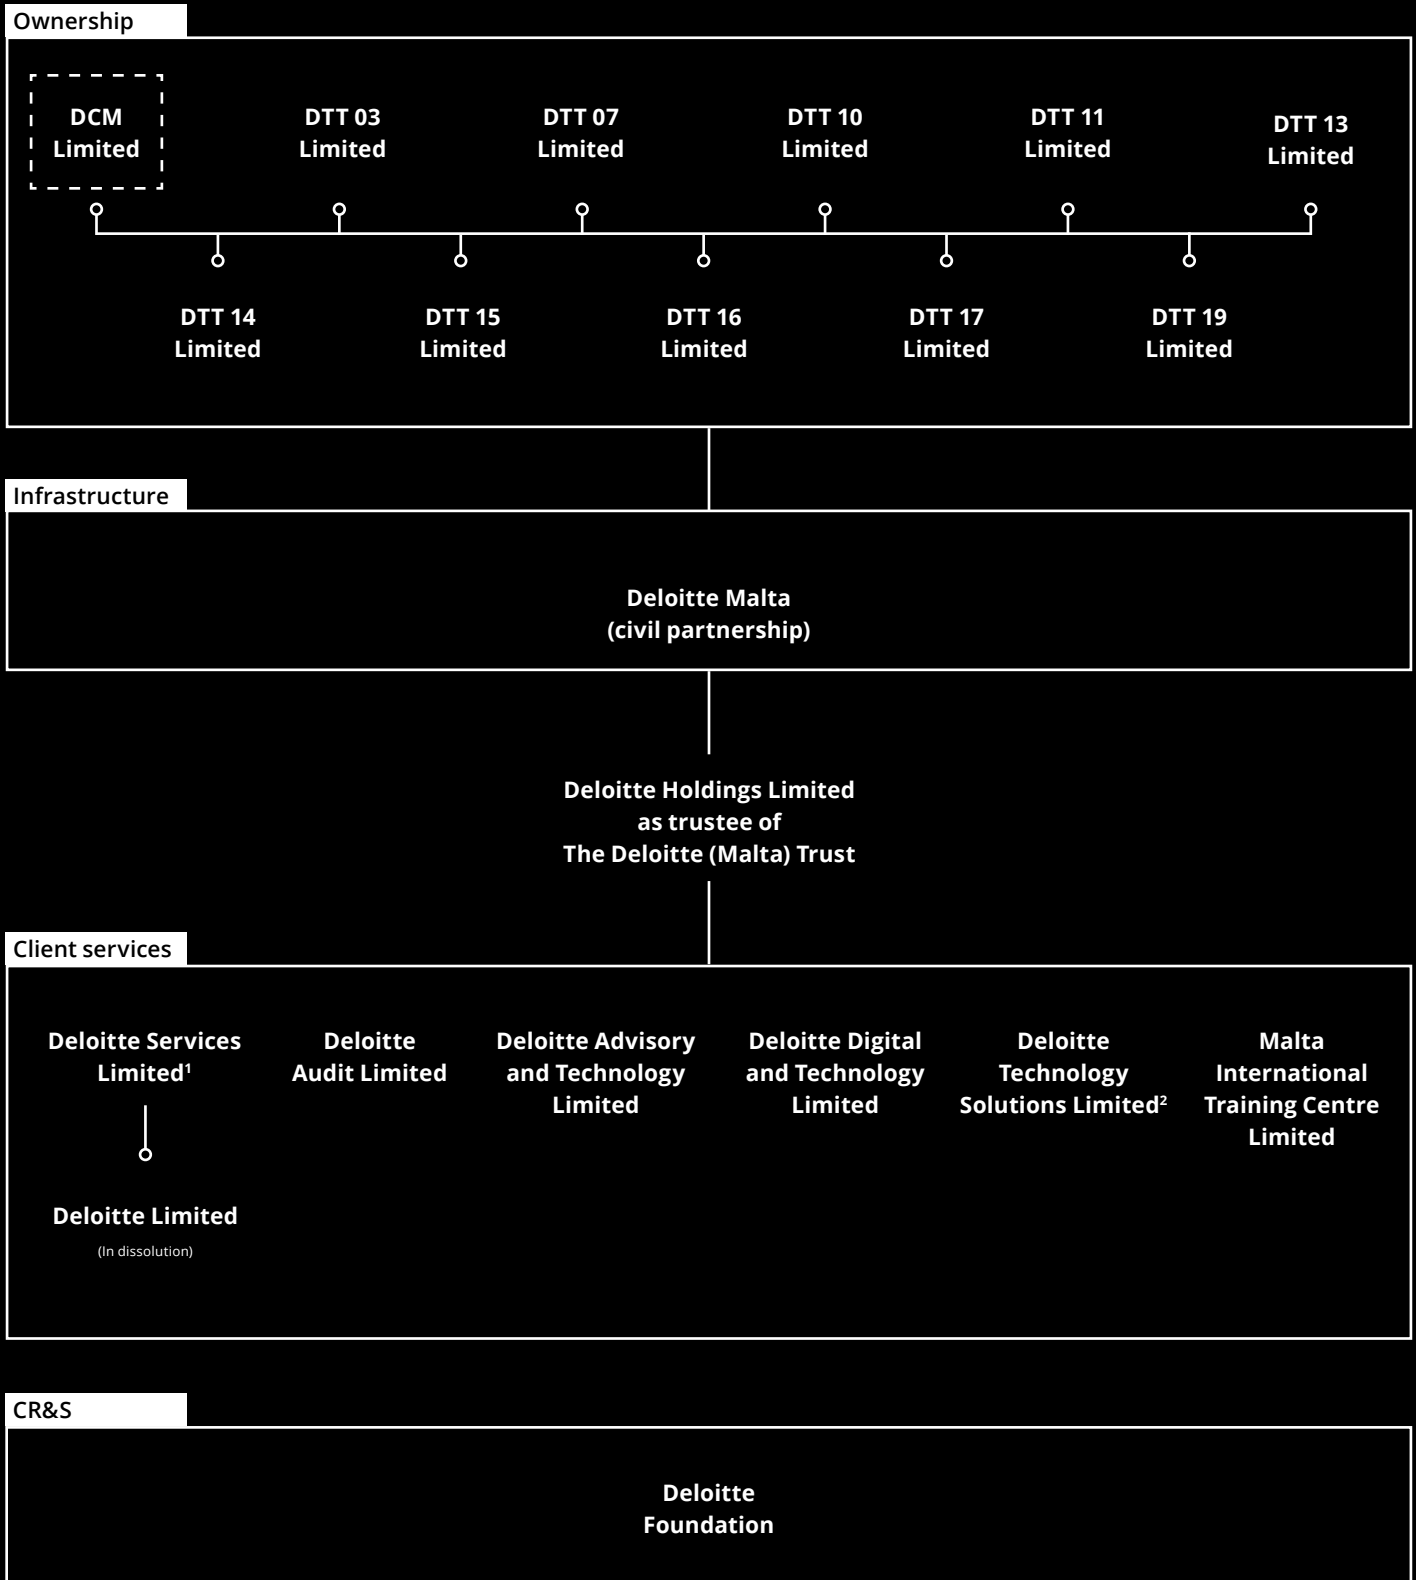 Ownership
DCM
Limited
DTT 03
Limited
DTT 07
Limited
DTT 10
Limited
DTT 11
Limited
DTT 13
Limited
DTT 14
Limited
DTT 15
Limited
DTT 16
Limited
DTT 17
Limited
DTT 19
Limited
Infrastructure
Deloitte Malta
(civil partnership)
Deloitte Holdings Limited
as trustee of
The Deloitte (Malta) Trust
Client services
Deloitte Services
Limited¹
Deloitte
Audit Limited
Deloitte Advisory
and Technology
Limited
Deloitte Digital
and Technology
Limited
Deloitte
Technology
Solutions Limited²
Malta
International
Training Centre
Limited
Deloitte Limited
(In dissolution)
CR&S
Deloitte
Foundation